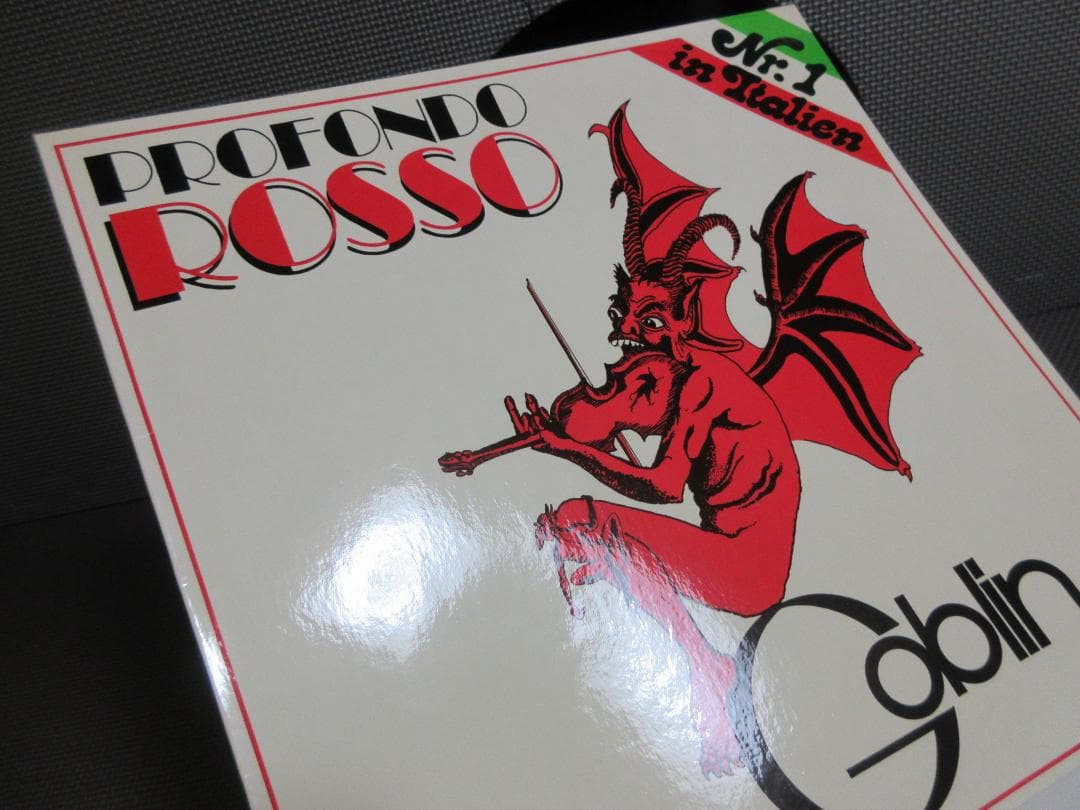 PROFONDO
ROSSO
Nr. 1
in Italien
Goblin